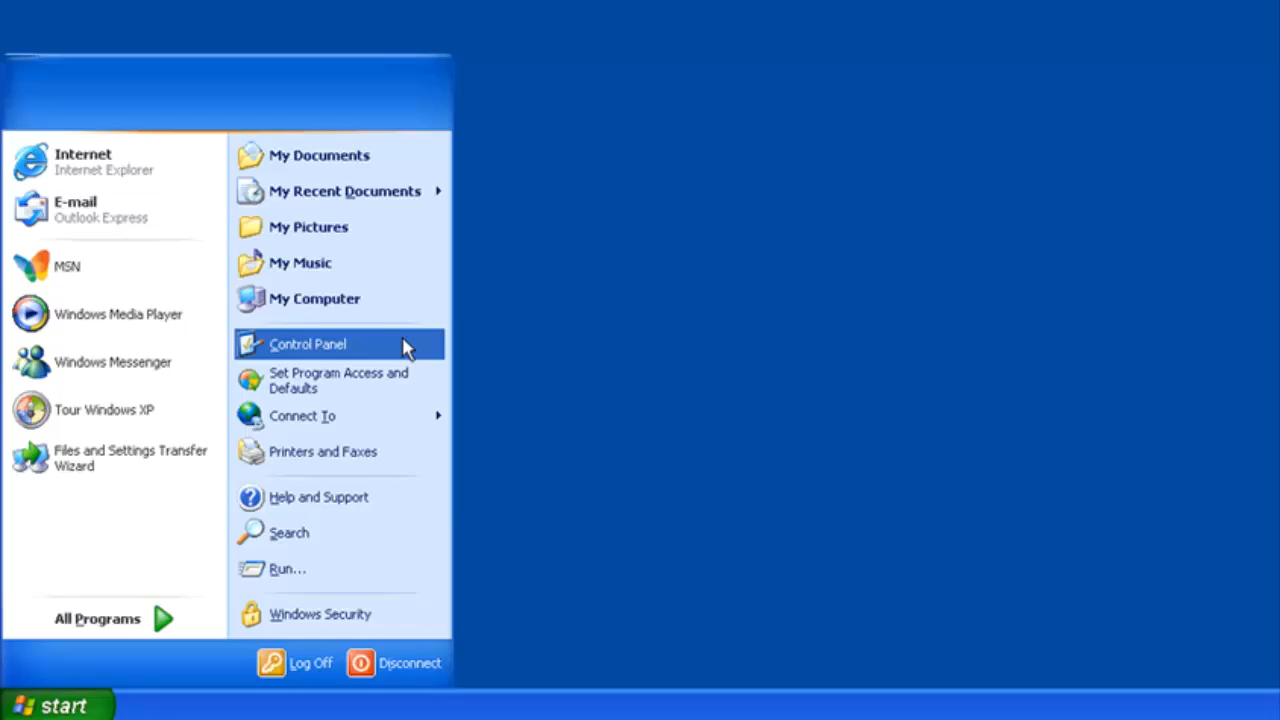 Internet
Internet Explorer
E-mail
Outlook Express
MSN
Windows Media Player
Windows Messenger
Tour Windows XP
Files and Settings Transfer
Wizard
All Programs
My Documents
My Recent Documents
My Pictures
My Music
My Computer
Control Panel
Set Program Access and
Defaults
Connect To
Printers and Faxes
Help and Support
Search
Run...
Windows Security
Log Off
Disconnect
start